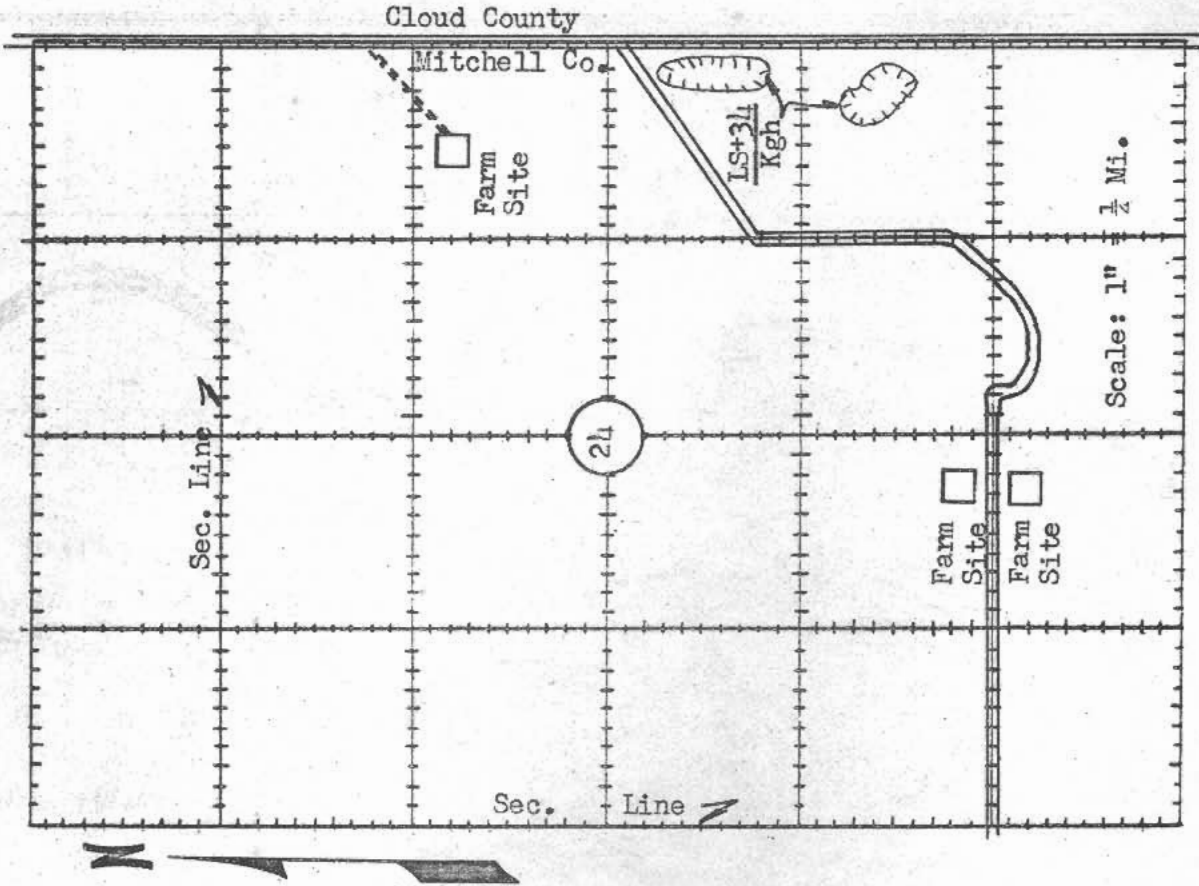 Cloud County
Mitchell Co.
Farm
Site
LS+34
Kgh
Sec. Line
24
Farm
Site
Farm
Site
Scale: 1" = ½ Mi.
Sec. Line
N